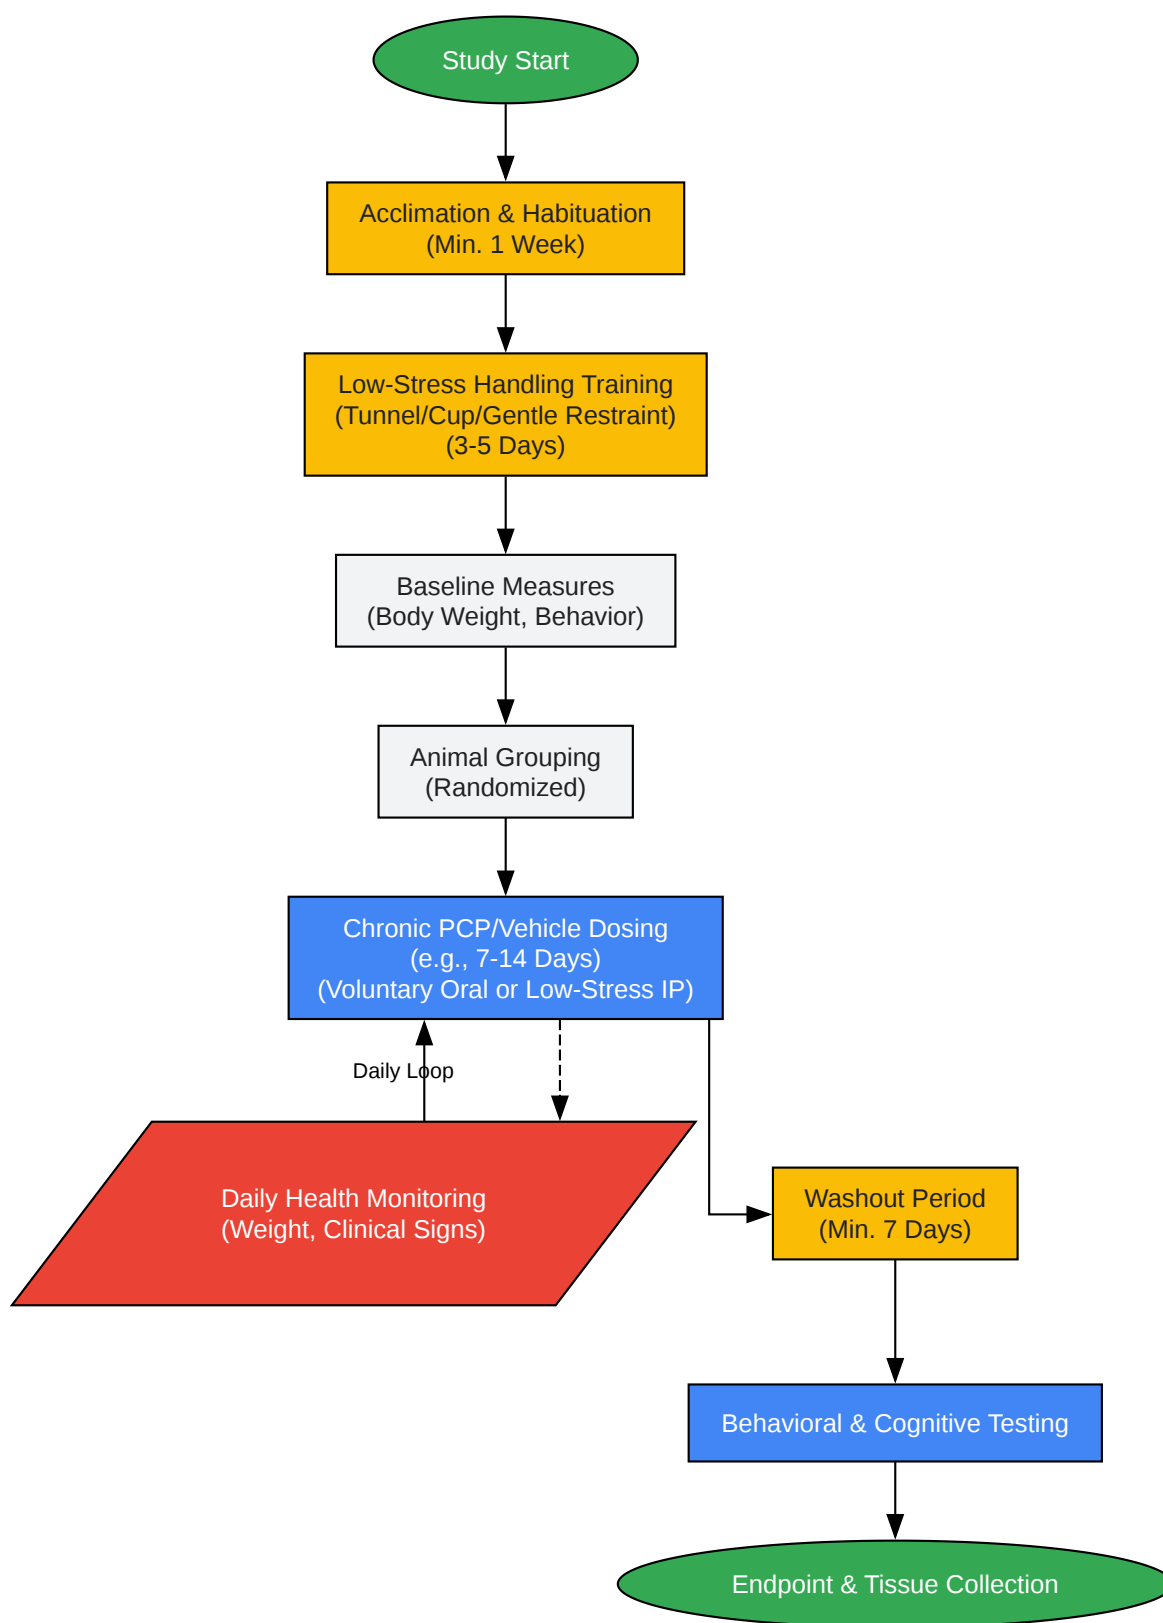 Study Start
Acclimation & Habituation
(Min. 1 Week)
Low-Stress Handling Training
(Tunnel/Cup/Gentle Restraint)
(3-5 Days)
Baseline Measures
(Body Weight, Behavior)
Animal Grouping
(Randomized)
Chronic PCP/Vehicle Dosing
(e.g., 7-14 Days)
(Voluntary Oral or Low-Stress IP)
Daily Loop
Daily Health Monitoring
(Weight, Clinical Signs)
Washout Period
(Min. 7 Days)
Behavioral & Cognitive Testing
Endpoint & Tissue Collection